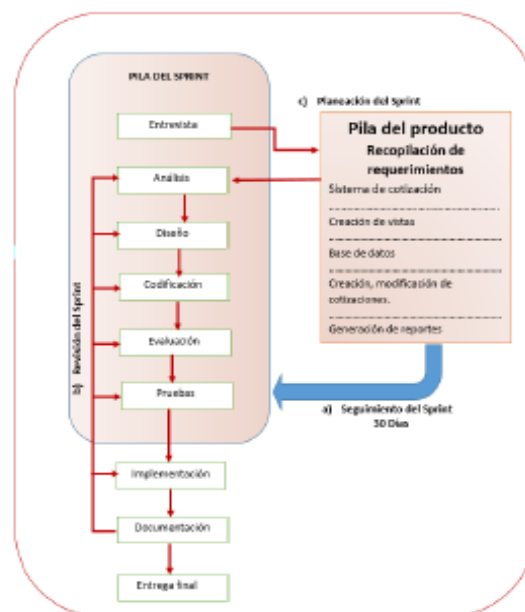 PILA DEL SPRINT
Entrevista
Análisis
Diseño
Codificación
Evaluación
Pruebas
Implementación
Documentación
Entrega final
b) Revisión del Sprint
c) Planeación del Sprint
Pila del producto
Recopilación de
requerimientos
Sistema de cotización
Creación de vistas
Base de datos
Creación, modificación de
cotizaciones.
Generación de reportes
a) Seguimiento del Sprint
30 Días